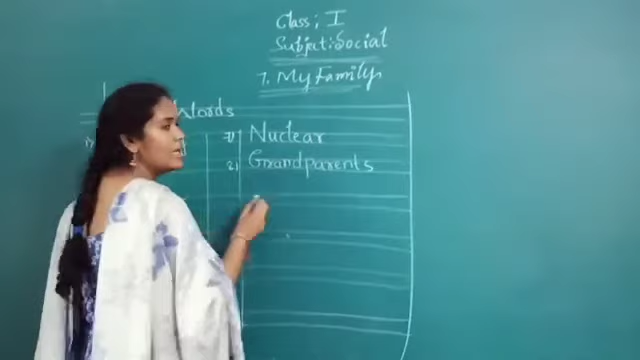 Class; I
Subject: Social
7. My Family
words
1) Nuclear
2) Grandparents